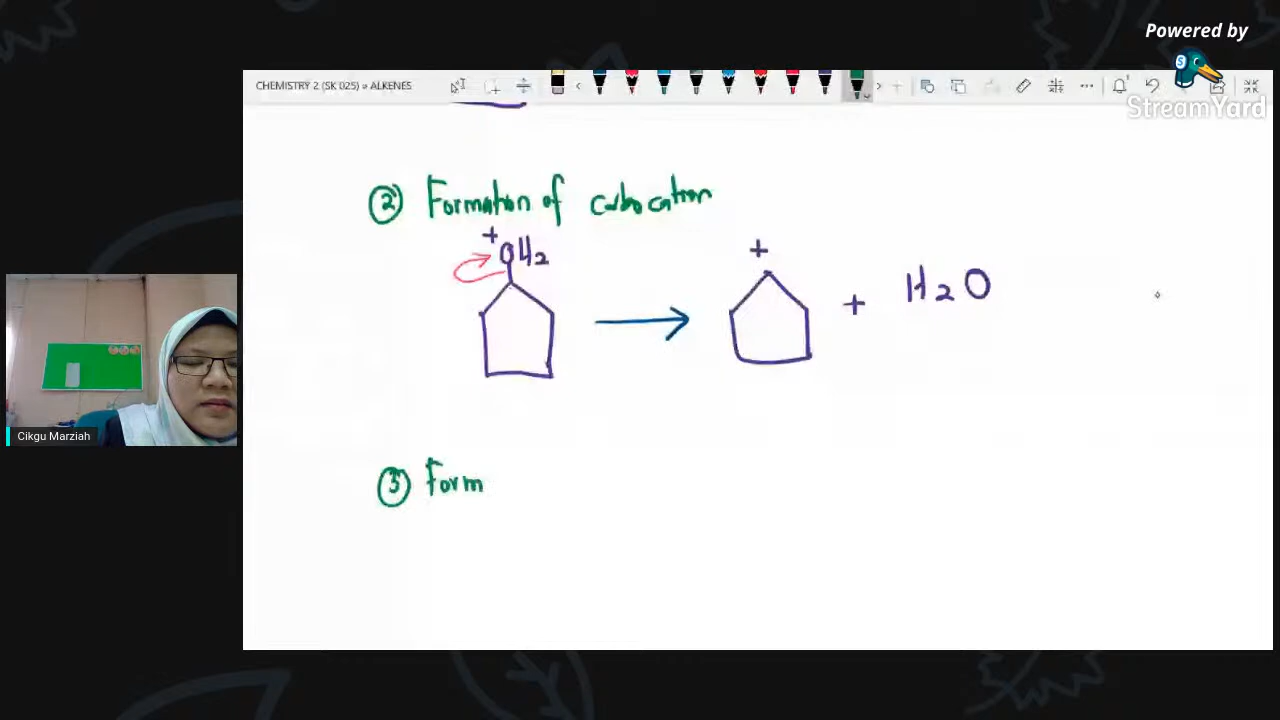 Powered by
StreamYard
CHEMISTRY 2 (SK 025) » ALKENES
② Formation of carbocation
+
OH₂
+
+ H₂O
Cikgu Marziah
③ Form